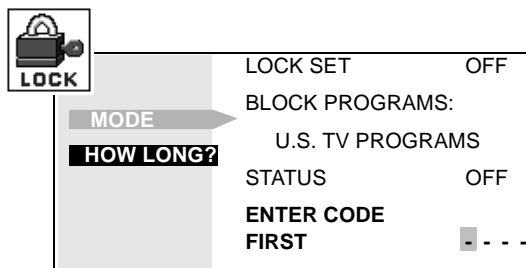 LOCK
LOCK SET OFF
BLOCK PROGRAMS:
MODE
U.S. TV PROGRAMS
HOW LONG?
STATUS OFF
ENTER CODE
FIRST - - - -